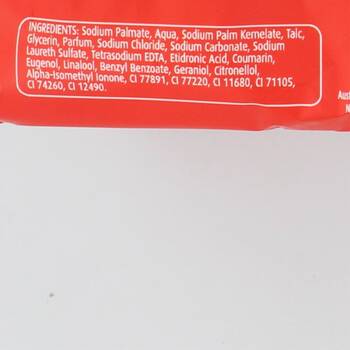 INGREDIENTS: Sodium Palmate, Aqua, Sodium Palm Kernelate, Talc,
Glycerin, Parfum, Sodium Chloride, Sodium Carbonate, Sodium
Laureth Sulfate, Tetrasodium EDTA, Etidronic Acid, Coumarin,
Eugenol, Linalool, Benzyl Benzoate, Geraniol, Citronellol,
Alpha-Isomethyl Ionone, CI 77891, CI 77220, CI 11680, CI 71105,
CI 74260, CI 12490.
Aust
N